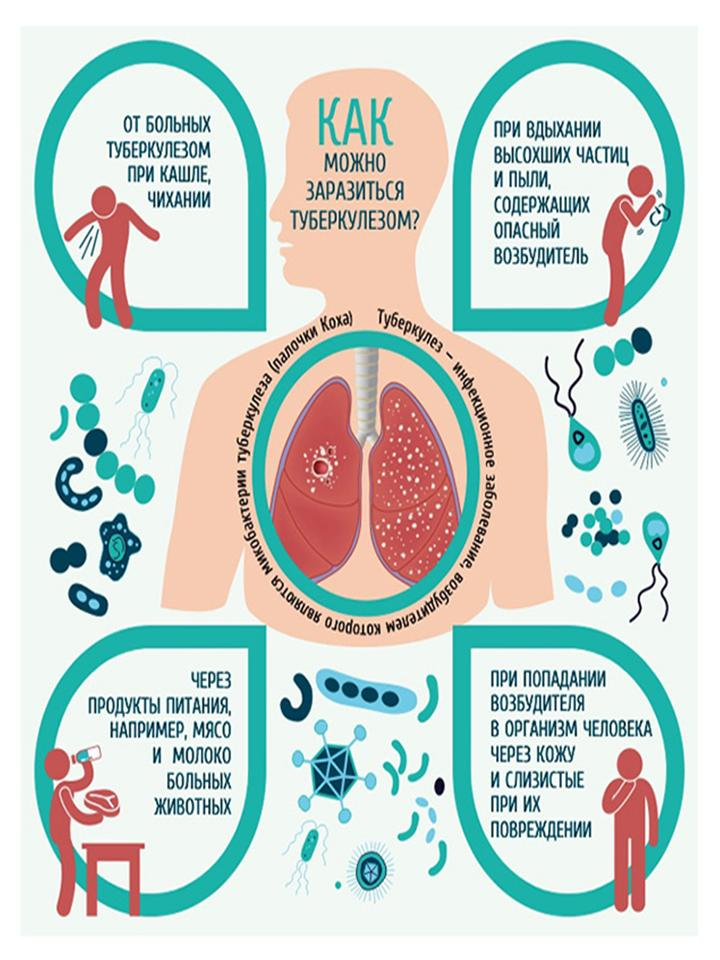 КАК
МОЖНО
ЗАРАЗИТЬСЯ
ТУБЕРКУЛЕЗОМ?
ОТ БОЛЬНЫХ
ТУБЕРКУЛЕЗОМ
ПРИ КАШЛЕ,
ЧИХАНИИ
ПРИ ВДЫХАНИИ
ВЫСОХШИХ ЧАСТИЦ
И ПЫЛИ,
СОДЕРЖАЩИХ
ОПАСНЫЙ
ВОЗБУДИТЕЛЬ
Туберкулез – инфекционное заболевание, возбудителем которого являются микобактерии туберкулеза (палочки Коха)
ЧЕРЕЗ
ПРОДУКТЫ ПИТАНИЯ,
НАПРИМЕР, МЯСО
И МОЛОКО
БОЛЬНЫХ
ЖИВОТНЫХ
ПРИ ПОПАДАНИИ
ВОЗБУДИТЕЛЯ
В ОРГАНИЗМ ЧЕЛОВЕКА
ЧЕРЕЗ КОЖУ
И СЛИЗИСТЫЕ
ПРИ ИХ
ПОВРЕЖДЕНИИ